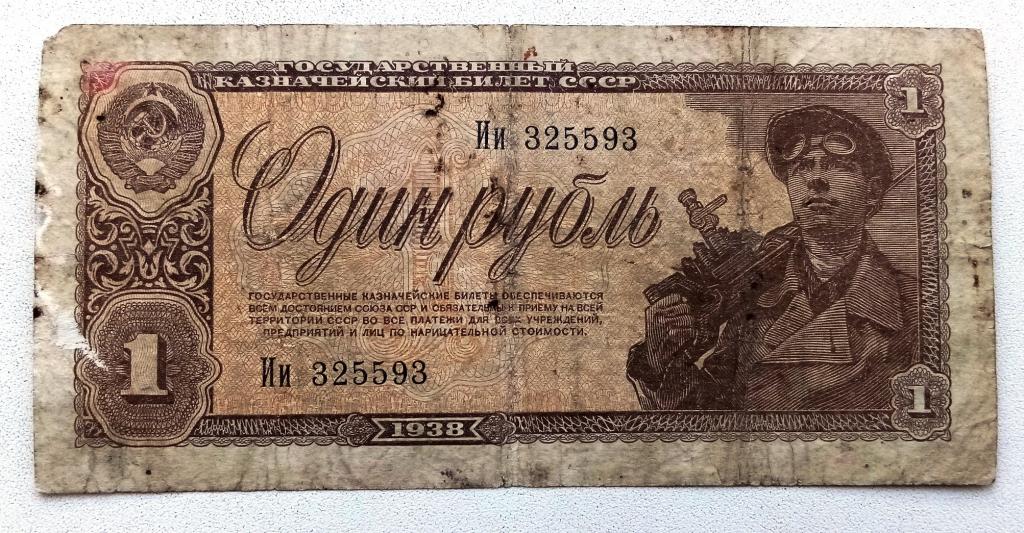 ГОСУДАРСТВЕННЫЙ
КАЗНАЧЕЙСКИЙ БИЛЕТ СССР
1
Ии 325593
Один рубль
ГОСУДАРСТВЕННЫЕ КАЗНАЧЕЙСКИЕ БИЛЕТЫ ОБЕСПЕЧИВАЮТСЯ
ВСЕМ ДОСТОЯНИЕМ СОЮЗА ССР И ОБЯЗАТЕЛЬНЫ К ПРИЕМУ НА ВСЕЙ
ТЕРРИТОРИИ СССР ВО ВСЕ ПЛАТЕЖИ ДЛЯ ВСЕХ УЧРЕЖДЕНИЙ,
ПРЕДПРИЯТИЙ И ЛИЦ ПО НАРИЦАТЕЛЬНОЙ СТОИМОСТИ.
1
Ии 325593
1
1938